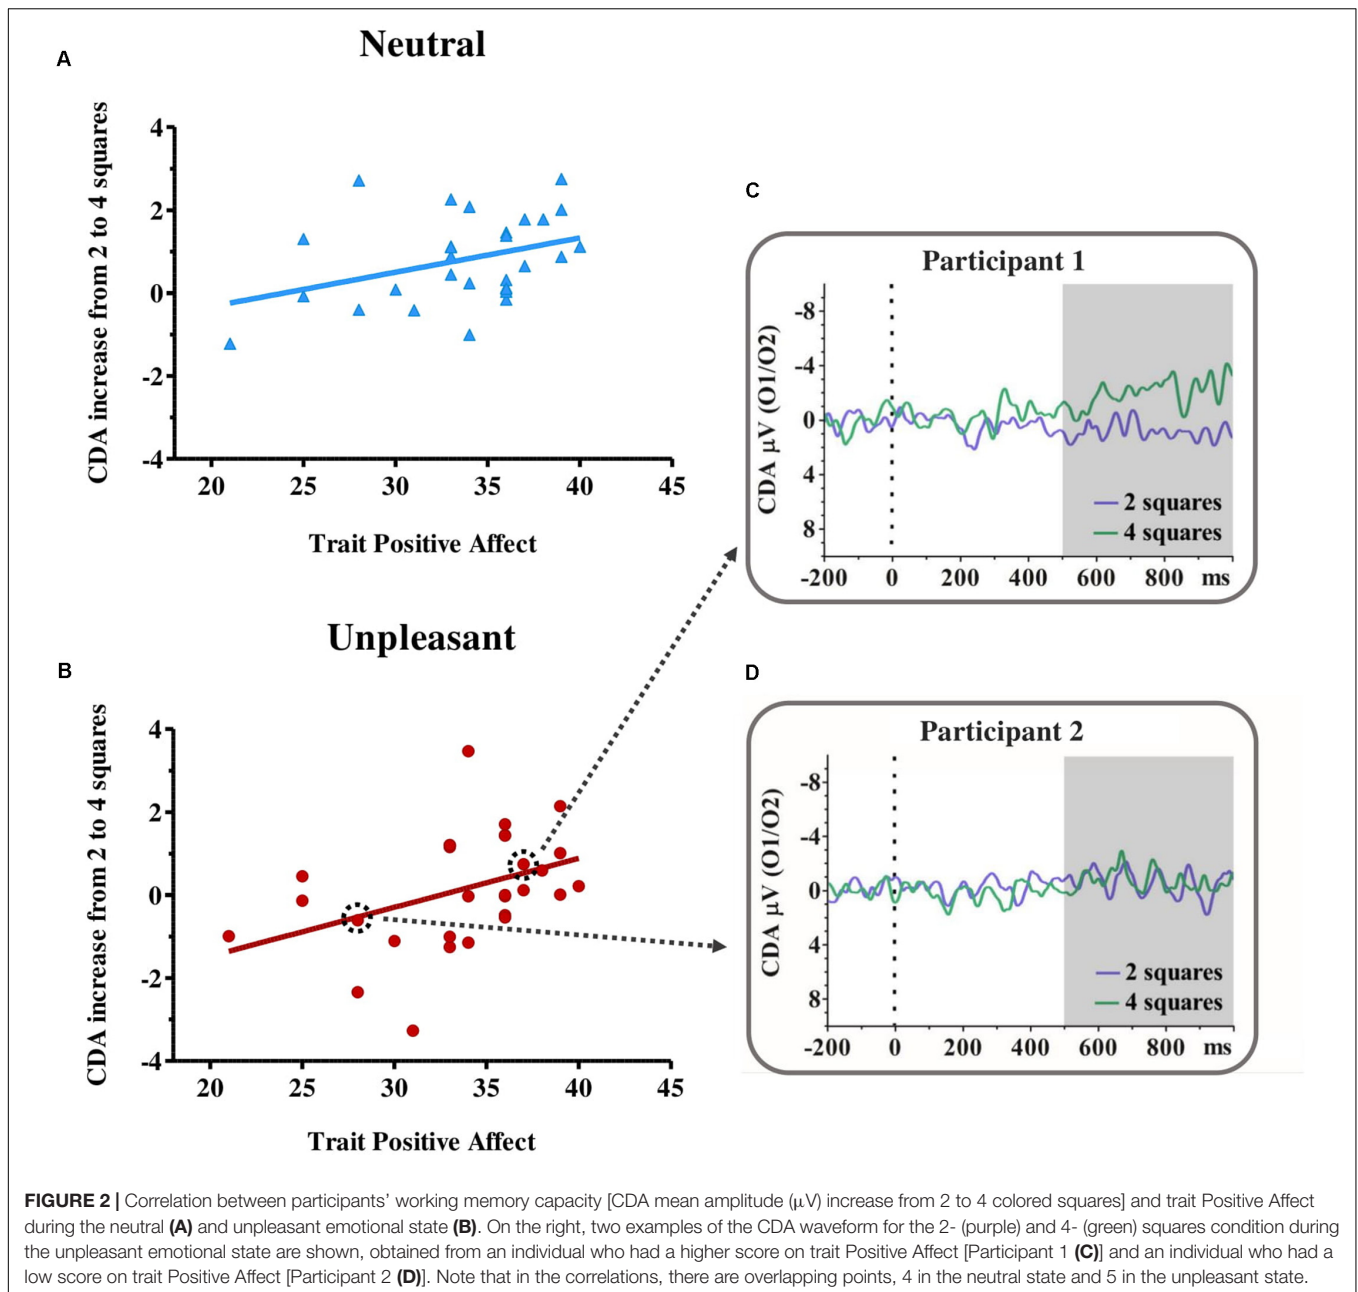 A
Neutral
CDA increase from 2 to 4 squares
4
2
0
-2
-4
20 25 30 35 40 45
Trait Positive Affect
B
Unpleasant
CDA increase from 2 to 4 squares
4
2
0
-2
-4
20 25 30 35 40 45
Trait Positive Affect
C
Participant 1
CDA µV (O1/O2)
-8
-4
0
4
8
2 squares
4 squares
-200 0 200 400 600 800 ms
D
Participant 2
CDA µV (O1/O2)
-8
-4
0
4
8
2 squares
4 squares
-200 0 200 400 600 800 ms
FIGURE 2 | Correlation between participants’ working memory capacity [CDA mean amplitude (µV) increase from 2 to 4 colored squares] and trait Positive Affect
during the neutral (A) and unpleasant emotional state (B). On the right, two examples of the CDA waveform for the 2- (purple) and 4- (green) squares condition during
the unpleasant emotional state are shown, obtained from an individual who had a higher score on trait Positive Affect [Participant 1 (C)] and an individual who had a
low score on trait Positive Affect [Participant 2 (D)]. Note that in the correlations, there are overlapping points, 4 in the neutral state and 5 in the unpleasant state.